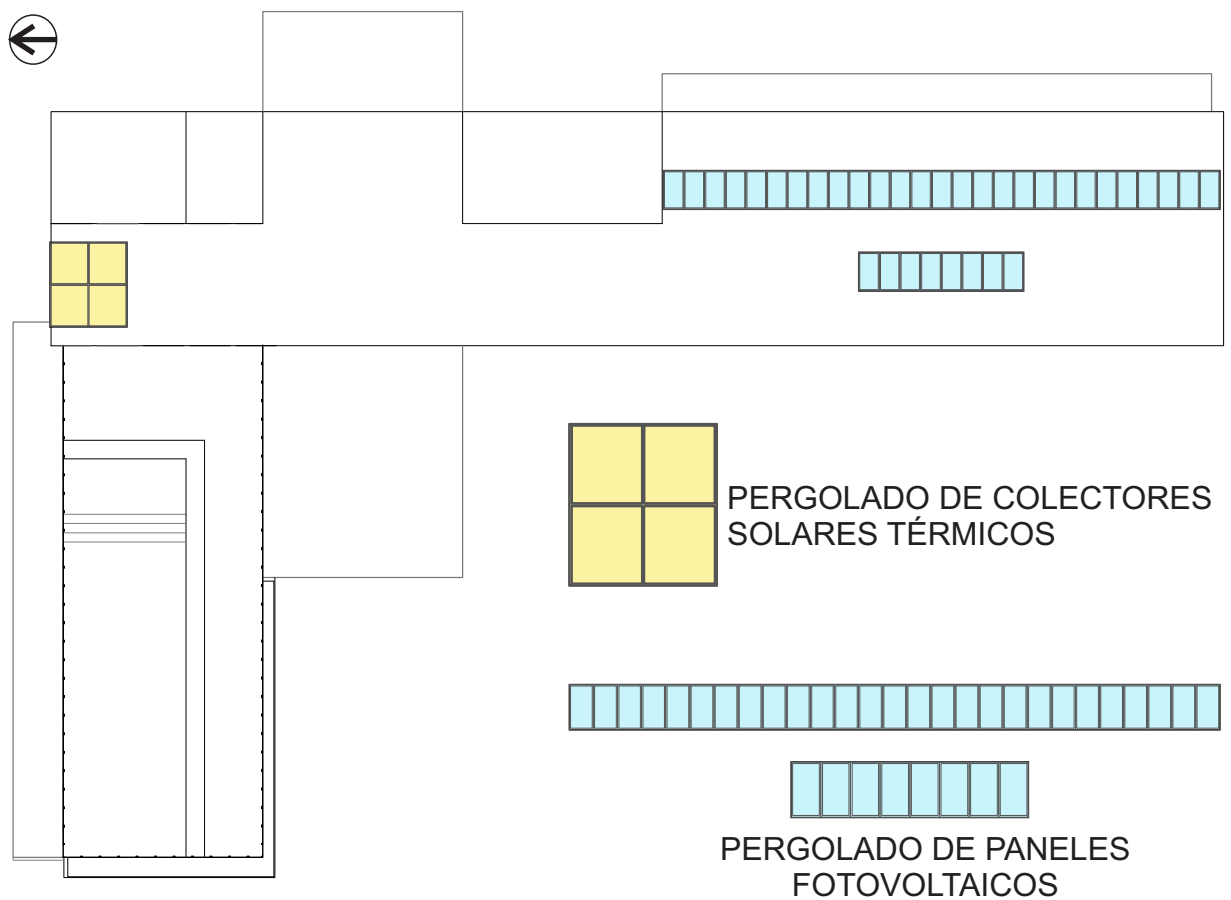 PERGOLADO DE COLECTORES
SOLARES TÉRMICOS
PERGOLADO DE PANELES
FOTOVOLTAICOS